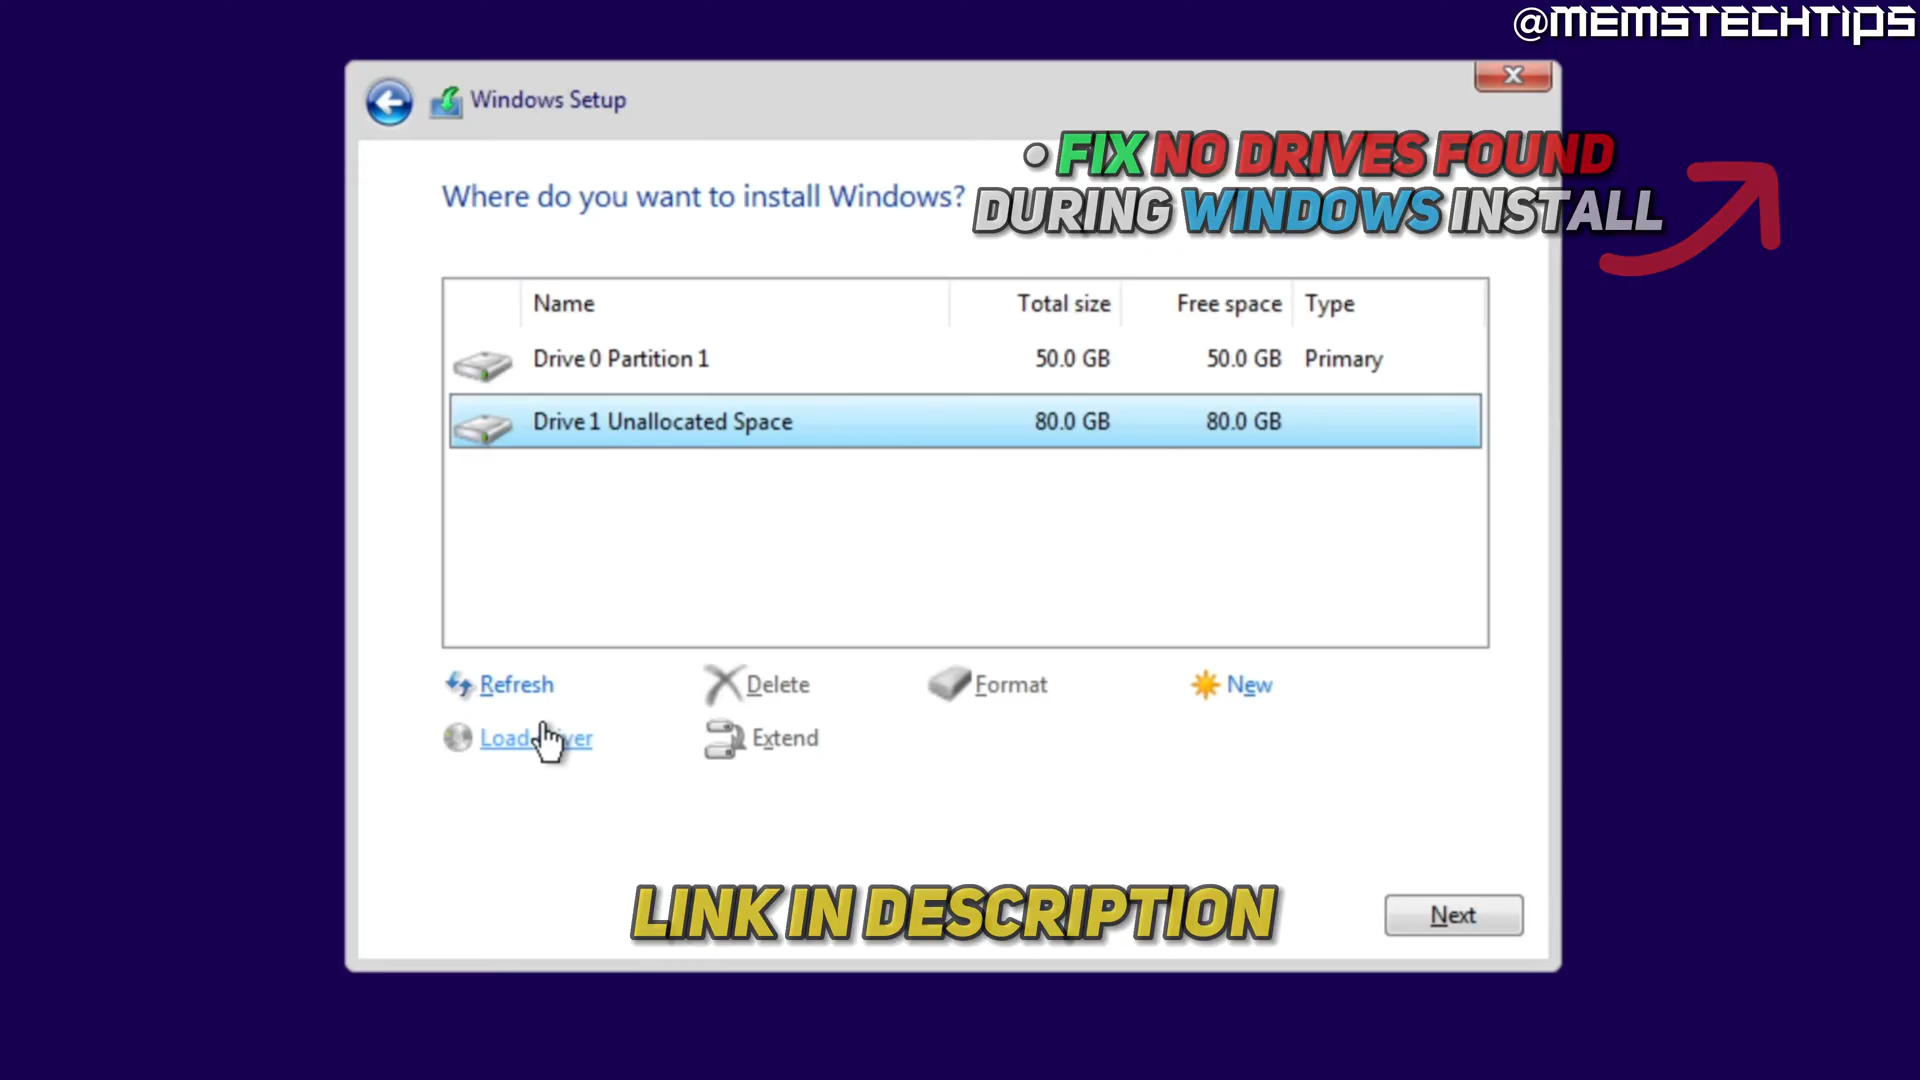 @MEMSTECHTIPS
Windows Setup
• FIX NO DRIVES FOUND
DURING WINDOWS INSTALL
Where do you want to install Windows?
Name Total size Free space Type
Drive 0 Partition 1 50.0 GB 50.0 GB Primary
Drive 1 Unallocated Space 80.0 GB 80.0 GB
Refresh Delete Format New
Load Extend
LINK IN DESCRIPTION
Next